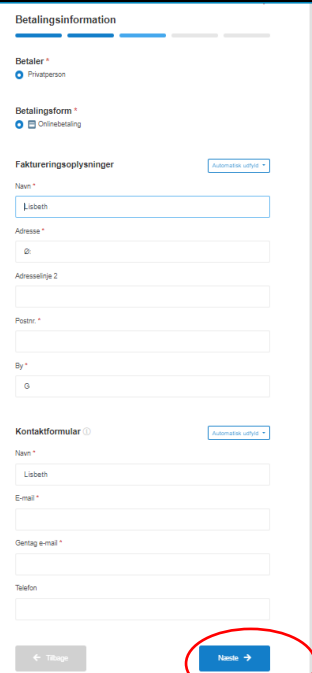 Betalingsinformation
Betaler *
Privatperson
Betalingsform *
Onlinebetaling
Faktureringsoplysninger
Automatisk udfyld
Navn *
Lisbeth
Adresse *
Ø:
Adresselinje 2
Postnr. *
By *
G
Kontaktformular
Automatisk udfyld
Navn *
Lisbeth
E-mail *
Gentag e-mail *
Telefon
← Tilbage
Næste →